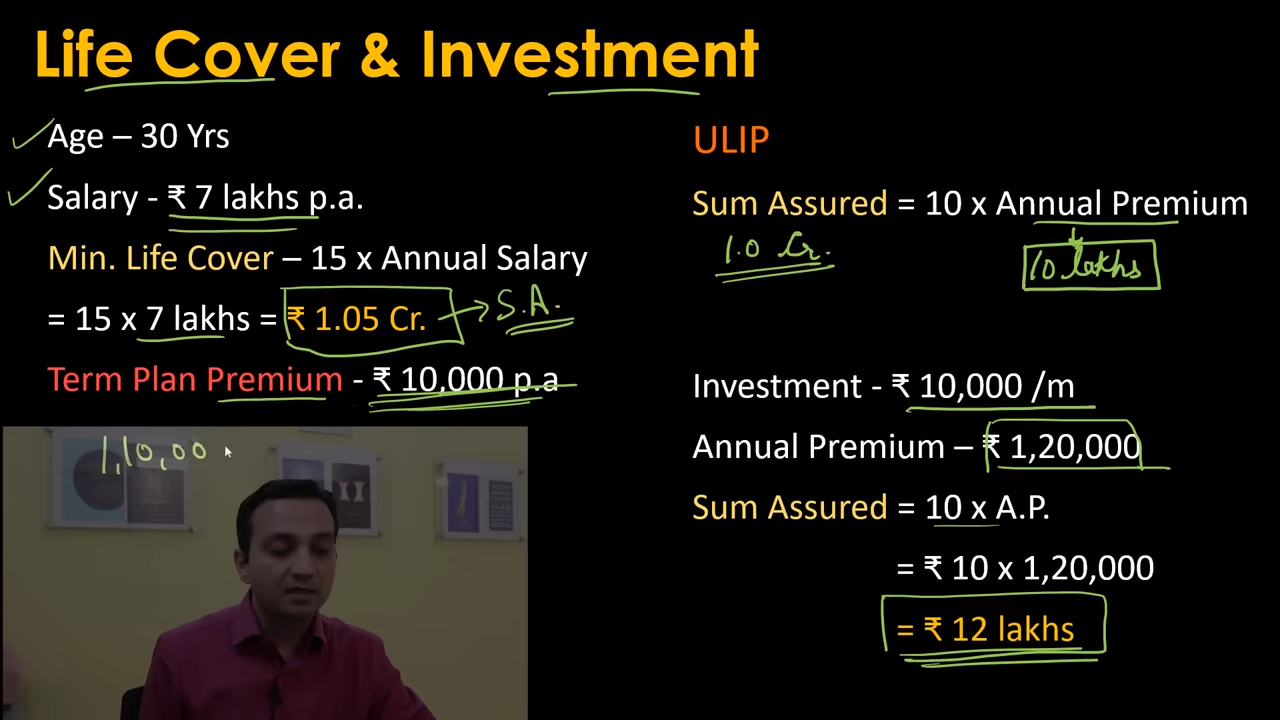 Life Cover & Investment
Age – 30 Yrs
Salary - ₹ 7 lakhs p.a.
Min. Life Cover – 15 x Annual Salary
= 15 x 7 lakhs = ₹ 1.05 Cr. → S.A.
Term Plan Premium - ₹ 10,000 p.a
1,10,00
ULIP
Sum Assured = 10 x Annual Premium
1.0 Cr.
10 lakhs
Investment - ₹ 10,000 /m
Annual Premium – ₹ 1,20,000
Sum Assured = 10 x A.P.
= ₹ 10 x 1,20,000
= ₹ 12 lakhs